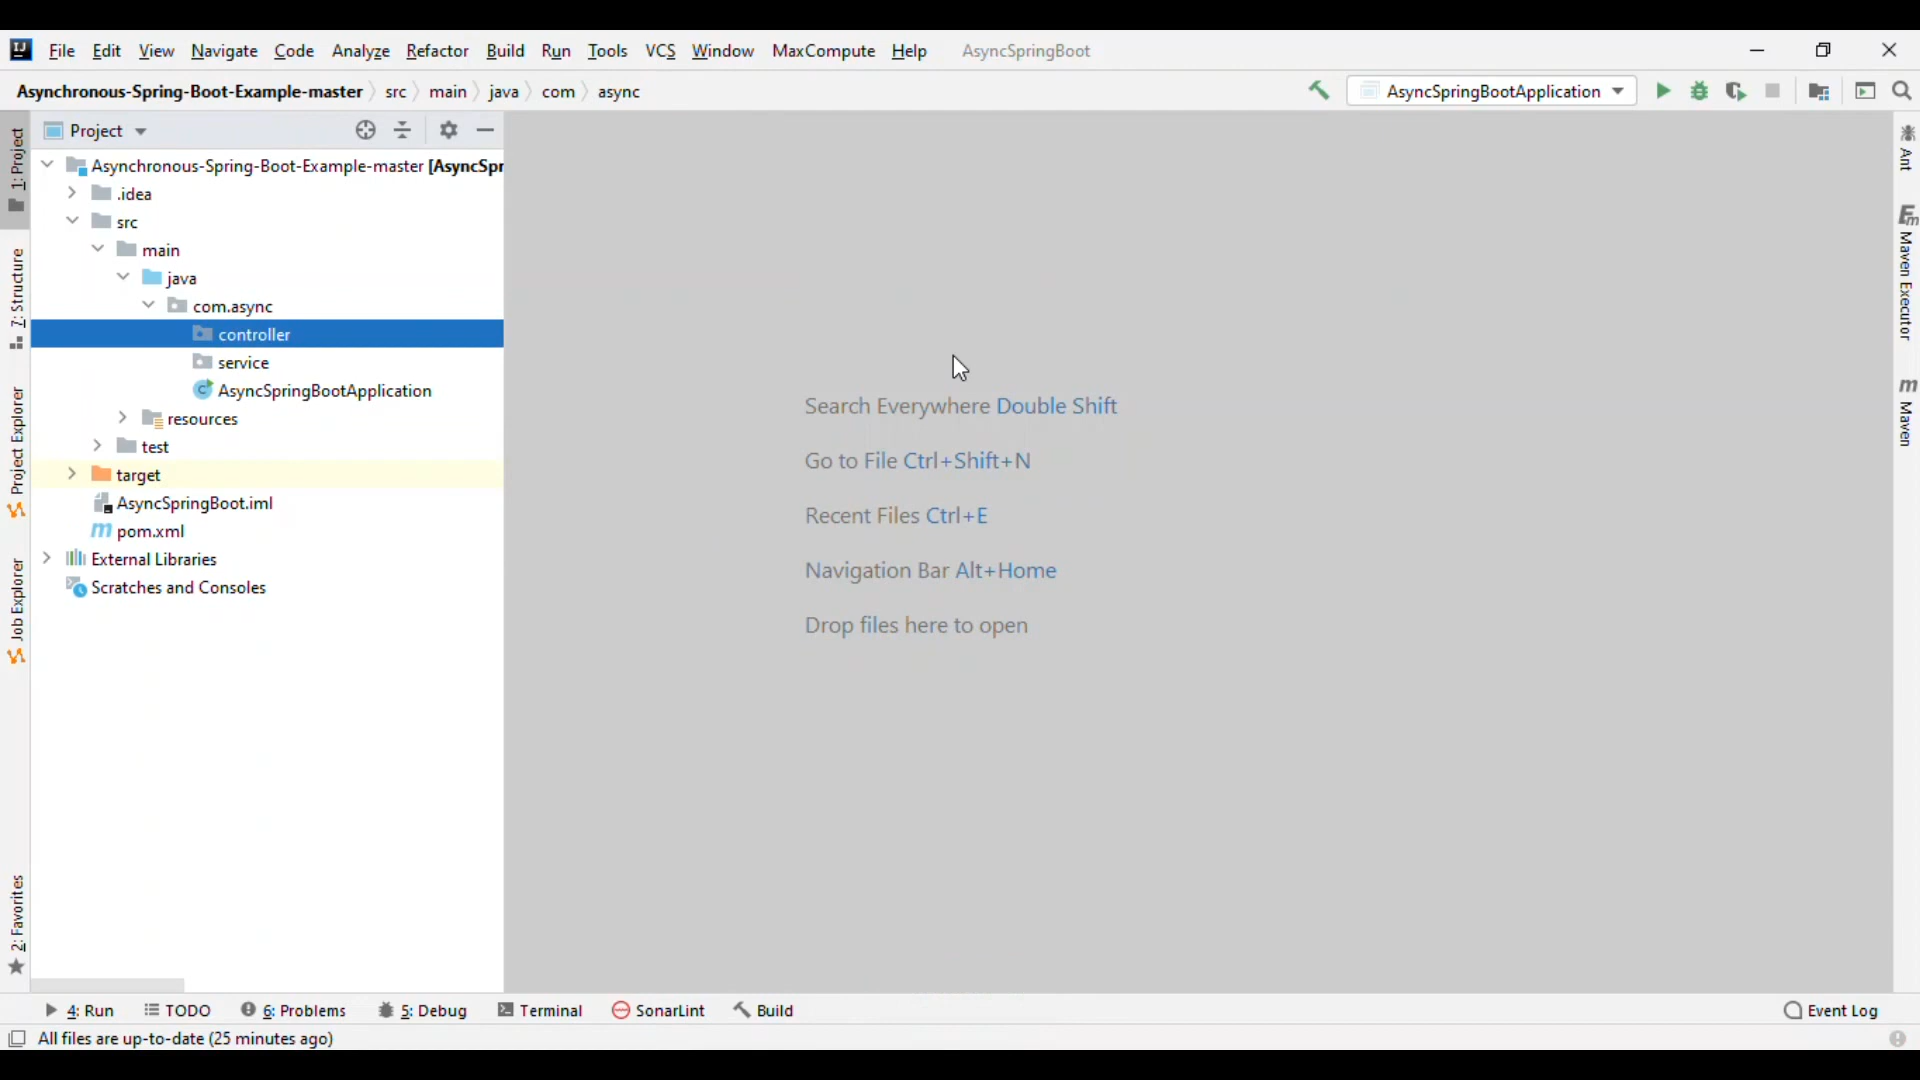 File Edit View Navigate Code Analyze Refactor Build Run Tools VCS Window MaxCompute Help AsyncSpringBoot
Asynchronous-Spring-Boot-Example-master src main java com async AsyncSpringBootApplication
Project
Asynchronous-Spring-Boot-Example-master [AsyncSpr
.idea
src
main
java
com.async
controller
service
AsyncSpringBootApplication
resources
test
target
AsyncSpringBoot.iml
pom.xml
External Libraries
Scratches and Consoles
1: Project
7: Structure
Project Explorer
Job Explorer
2: Favorites
Search Everywhere Double Shift
Go to File Ctrl+Shift+N
Recent Files Ctrl+E
Navigation Bar Alt+Home
Drop files here to open
Ant
Maven Executor
Maven
4: Run TODO 6: Problems 5: Debug Terminal SonarLint Build Event Log
All files are up-to-date (25 minutes ago)